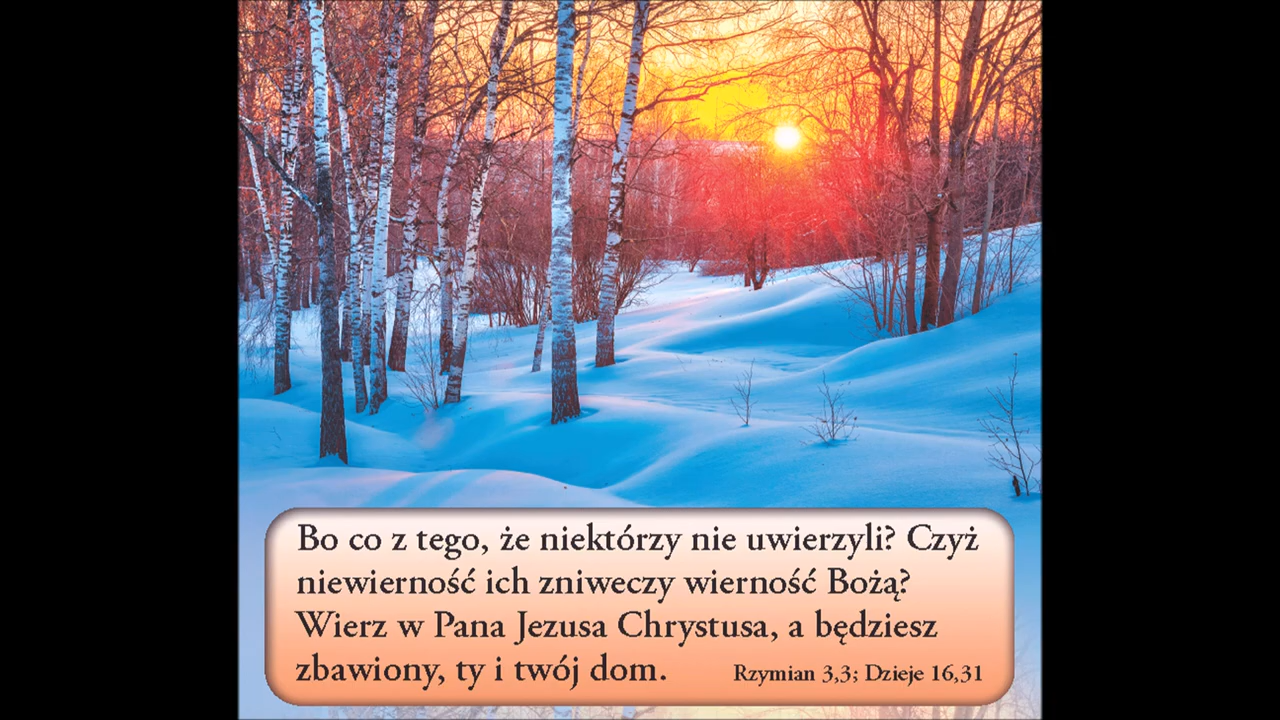 Bo co z tego, że niektórzy nie uwierzyli? Czyż
niewierność ich zniweczy wierność Bożą?
Wierz w Pana Jezusa Chrystusa, a będziesz
zbawiony, ty i twój dom. Rzymian 3,3; Dzieje 16,31